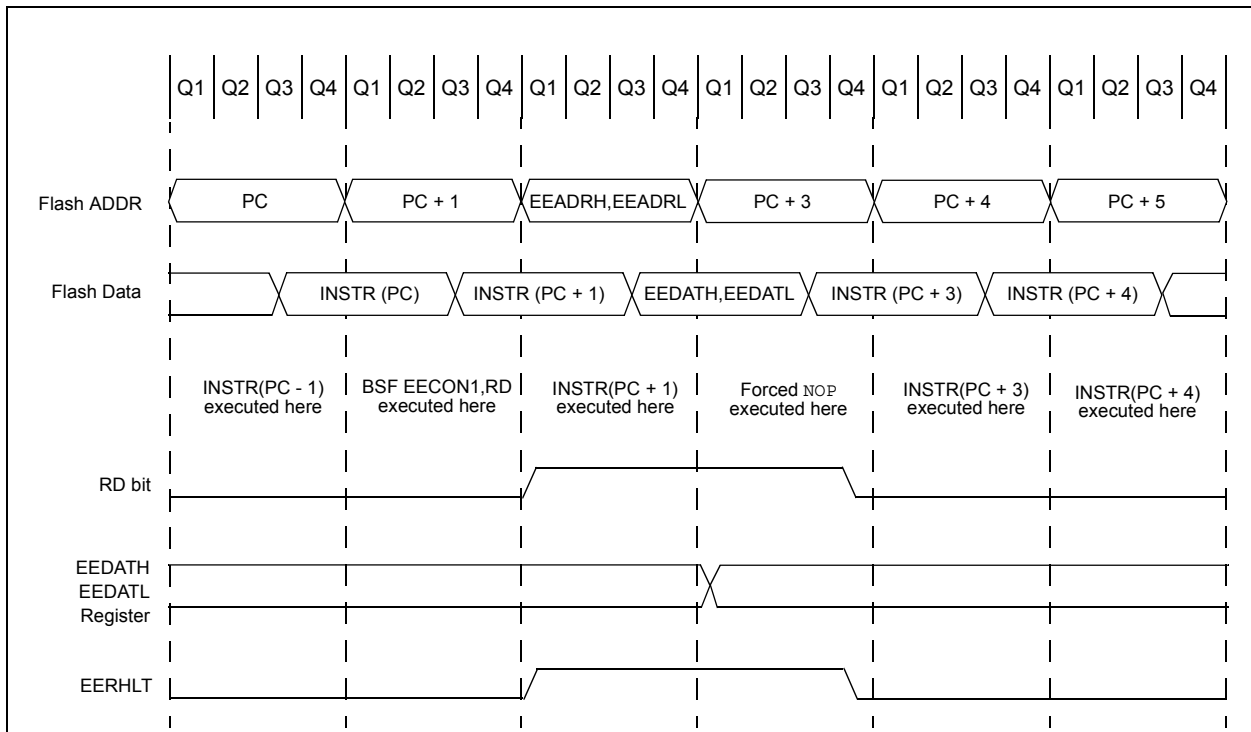 Q1 Q2 Q3 Q4 Q1 Q2 Q3 Q4 Q1 Q2 Q3 Q4 Q1 Q2 Q3 Q4 Q1 Q2 Q3 Q4 Q1 Q2 Q3 Q4
Flash ADDR PC PC + 1 EEADRH,EEADRL PC + 3 PC + 4 PC + 5
Flash Data INSTR (PC) INSTR (PC + 1) EEDATH,EEDATL INSTR (PC + 3) INSTR (PC + 4)
INSTR(PC - 1) BSF EECON1,RD INSTR(PC + 1) Forced NOP INSTR(PC + 3) INSTR(PC + 4)
executed here executed here executed here executed here executed here executed here
RD bit
EEDATH
EEDATL
Register
EERHLT